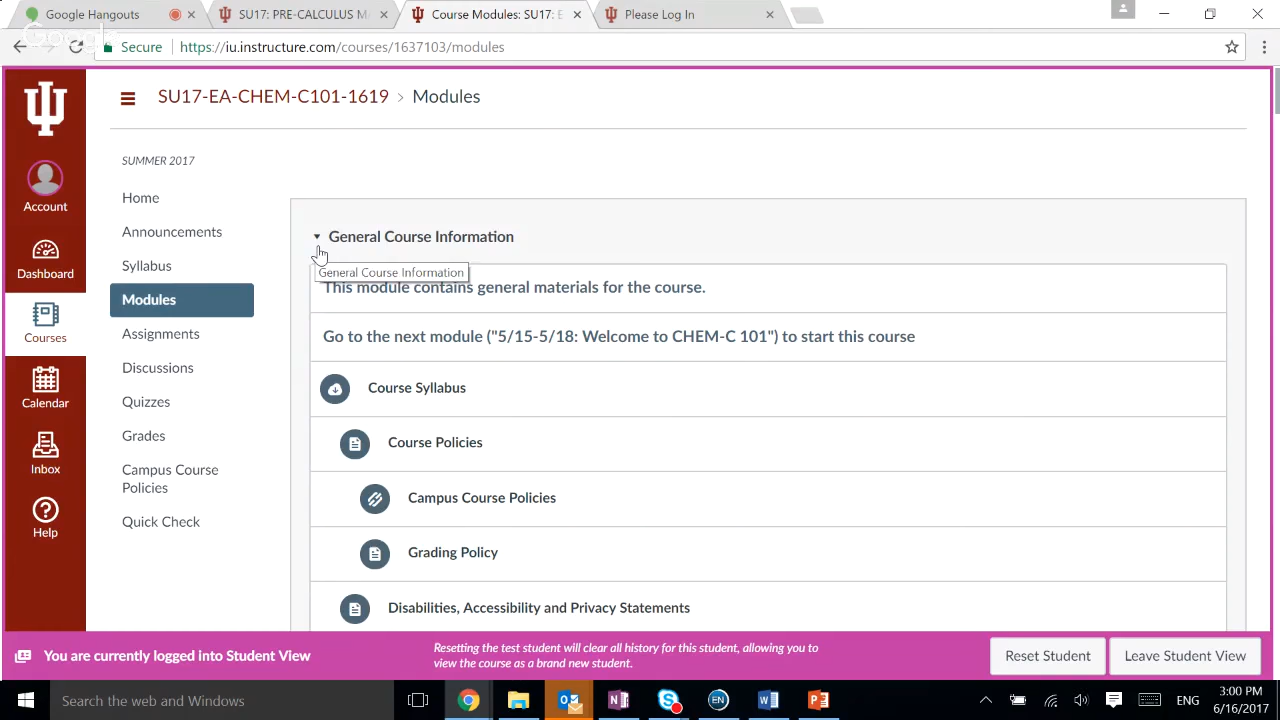 Google Hangouts
SU17: PRE-CALCULUS M
Course Modules: SU17: E
Please Log In
Google
Secure
https://iu.instructure.com/courses/1637103/modules
SU17-EA-CHEM-C101-1619 > Modules
Account
Dashboard
Courses
Calendar
Inbox
Help
SUMMER 2017
Home
Announcements
Syllabus
Modules
Assignments
Discussions
Quizzes
Grades
Campus Course
Policies
Quick Check
General Course Information
General Course Information
This module contains general materials for the course.
Go to the next module ("5/15-5/18: Welcome to CHEM-C 101") to start this course
Course Syllabus
Course Policies
Campus Course Policies
Grading Policy
Disabilities, Accessibility and Privacy Statements
You are currently logged into Student View
Resetting the test student will clear all history for this student, allowing you to
view the course as a brand new student.
Reset Student
Leave Student View
Search the web and Windows
EN
ENG
3:00 PM
6/16/2017